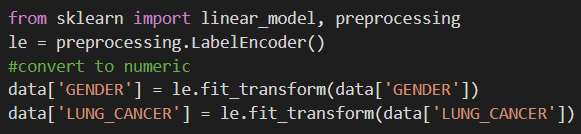 from sklearn import linear_model, preprocessing
le = preprocessing.LabelEncoder()
#convert to numeric
data['GENDER'] = le.fit_transform(data['GENDER'])
data['LUNG_CANCER'] = le.fit_transform(data['LUNG_CANCER'])